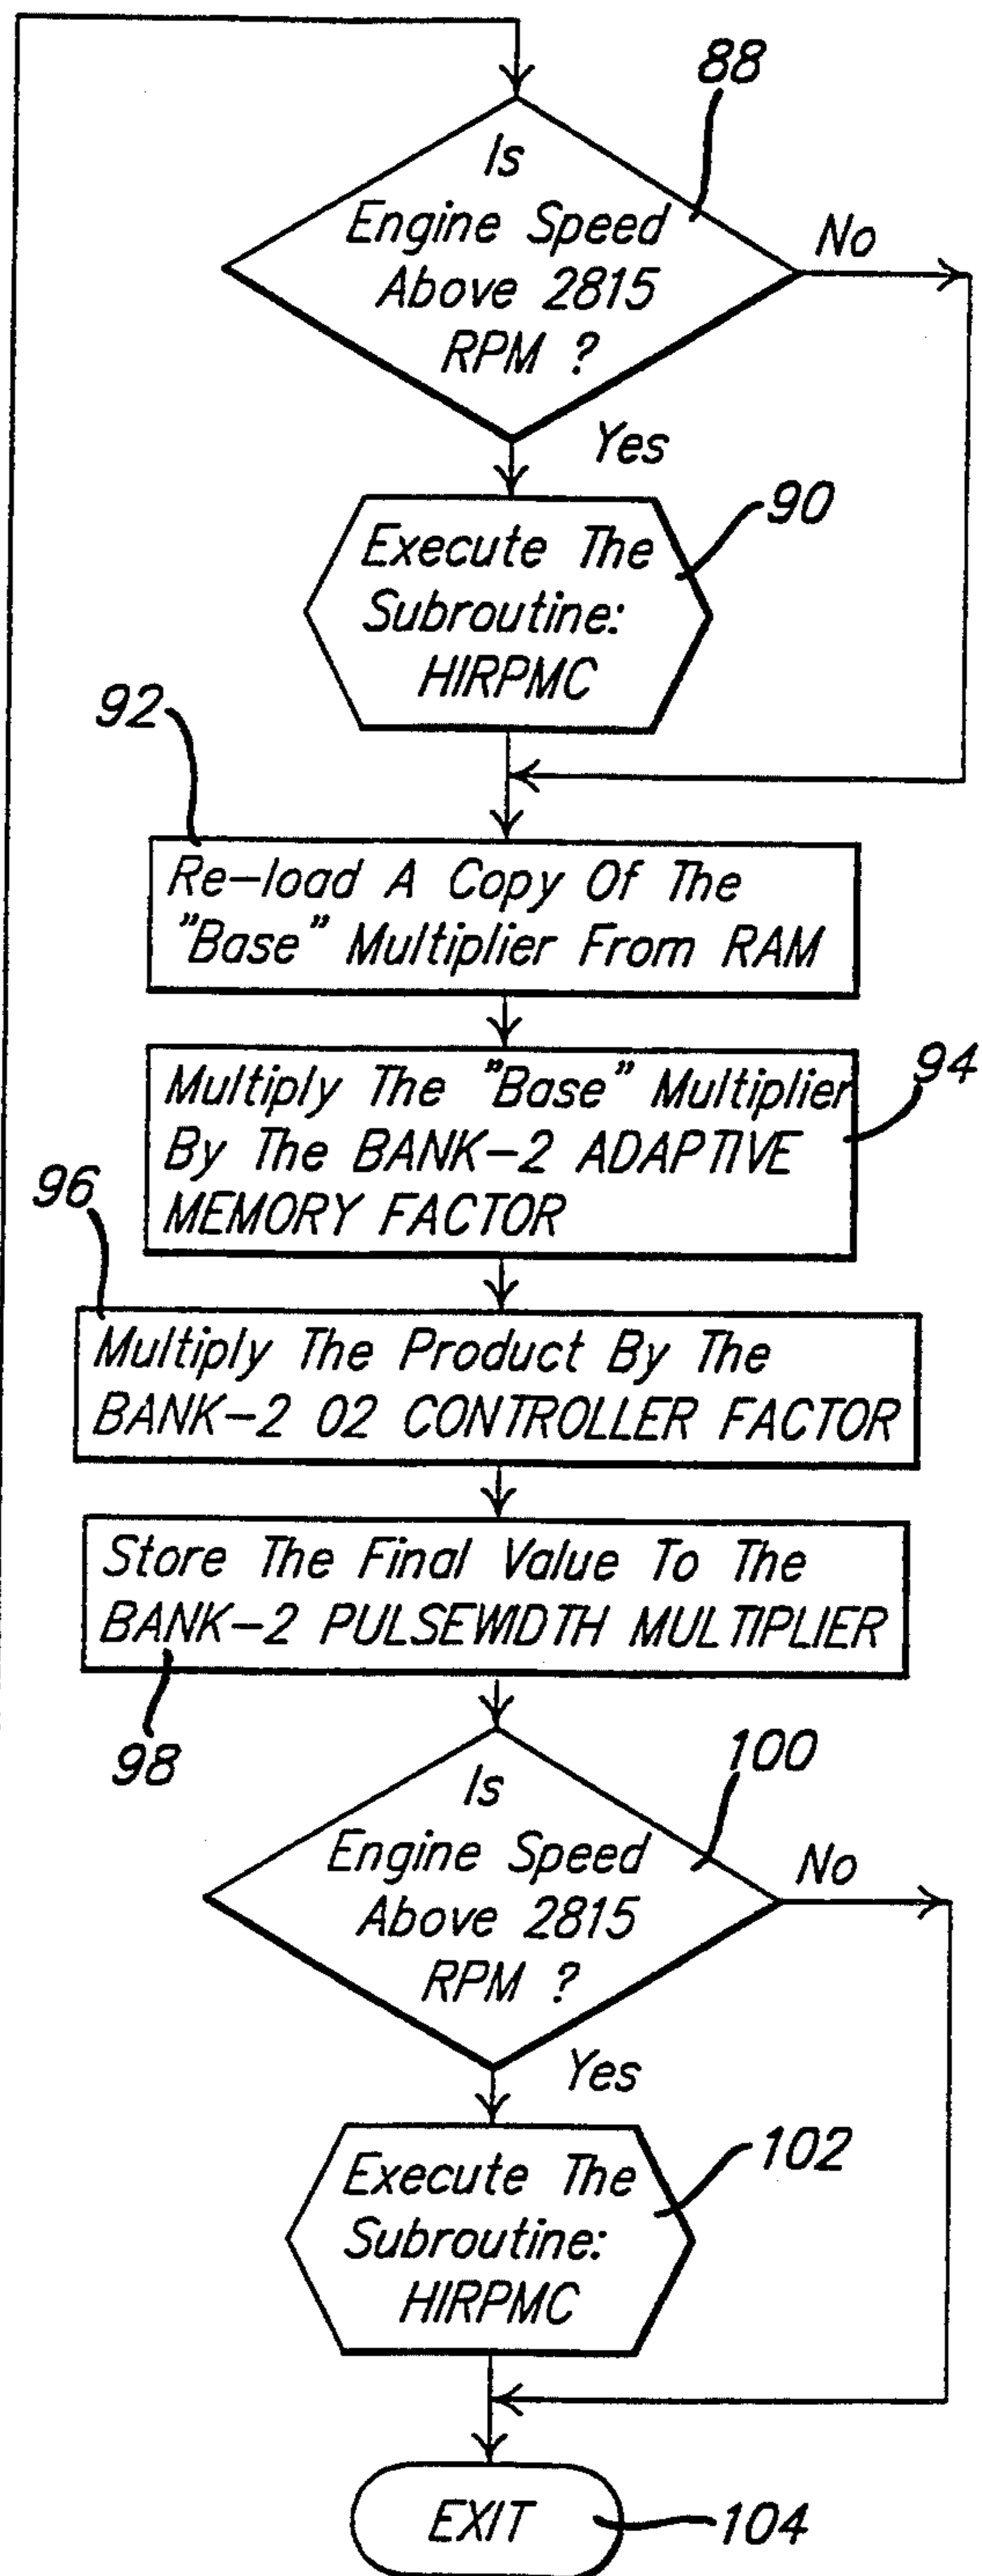 88
Is
Engine Speed
Above 2815
RPM ?
No
Yes
90
Execute The
Subroutine:
HIRPMC
92
Re-load A Copy Of The
"Base" Multiplier From RAM
94
Multiply The "Base" Multiplier
By The BANK-2 ADAPTIVE
MEMORY FACTOR
96
Multiply The Product By The
BANK-2 02 CONTROLLER FACTOR
Store The Final Value To The
BANK-2 PULSEWIDTH MULTIPLIER
98
100
Is
Engine Speed
Above 2815
RPM ?
No
Yes
102
Execute The
Subroutine:
HIRPMC
EXIT
104